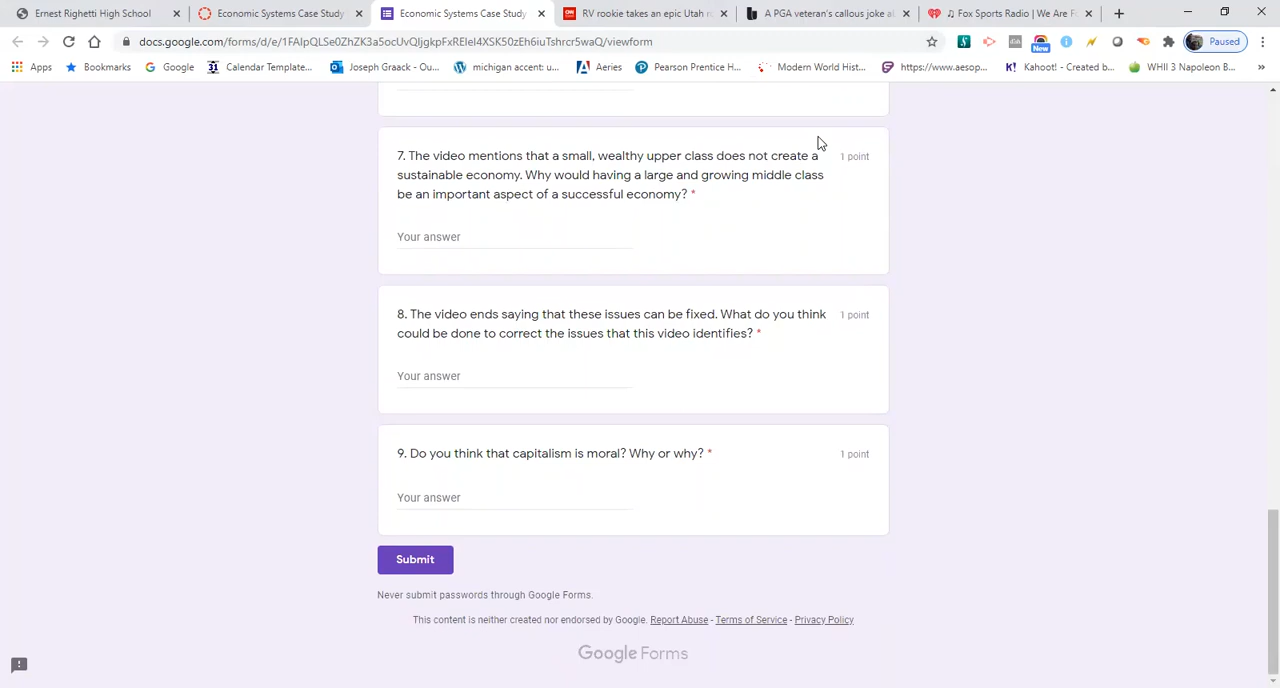 Ernest Righetti High School
Economic Systems Case Study
Economic Systems Case Study
RV rookie takes an epic Utah r
A PGA veteran's callous joke a
♫ Fox Sports Radio | We Are Fo
docs.google.com/forms/d/e/1FAIpQLSe02h7K3a5ocUvQIjgkpFxREBeI4XSK5DzEh6iuTshrcr5waQ/viewform
New
Paused
Apps
Bookmarks
Google
Calendar Template...
Joseph Graack - Ou...
michigan accent: u...
Aeries
Pearson Prentice H...
Modern World Hist...
https://www.aesop...
Kahoot! - Created b...
WHII 3 Napoleon B...
»
7. The video mentions that a small, wealthy upper class does not create a
1 point
sustainable economy. Why would having a large and growing middle class
be an important aspect of a successful economy? *
Your answer
8. The video ends saying that these issues can be fixed. What do you think
1 point
could be done to correct the issues that this video identifies? *
Your answer
9. Do you think that capitalism is moral? Why or why? *
1 point
Your answer
Submit
Never submit passwords through Google Forms.
This content is neither created nor endorsed by Google. Report Abuse - Terms of Service - Privacy Policy
Google Forms